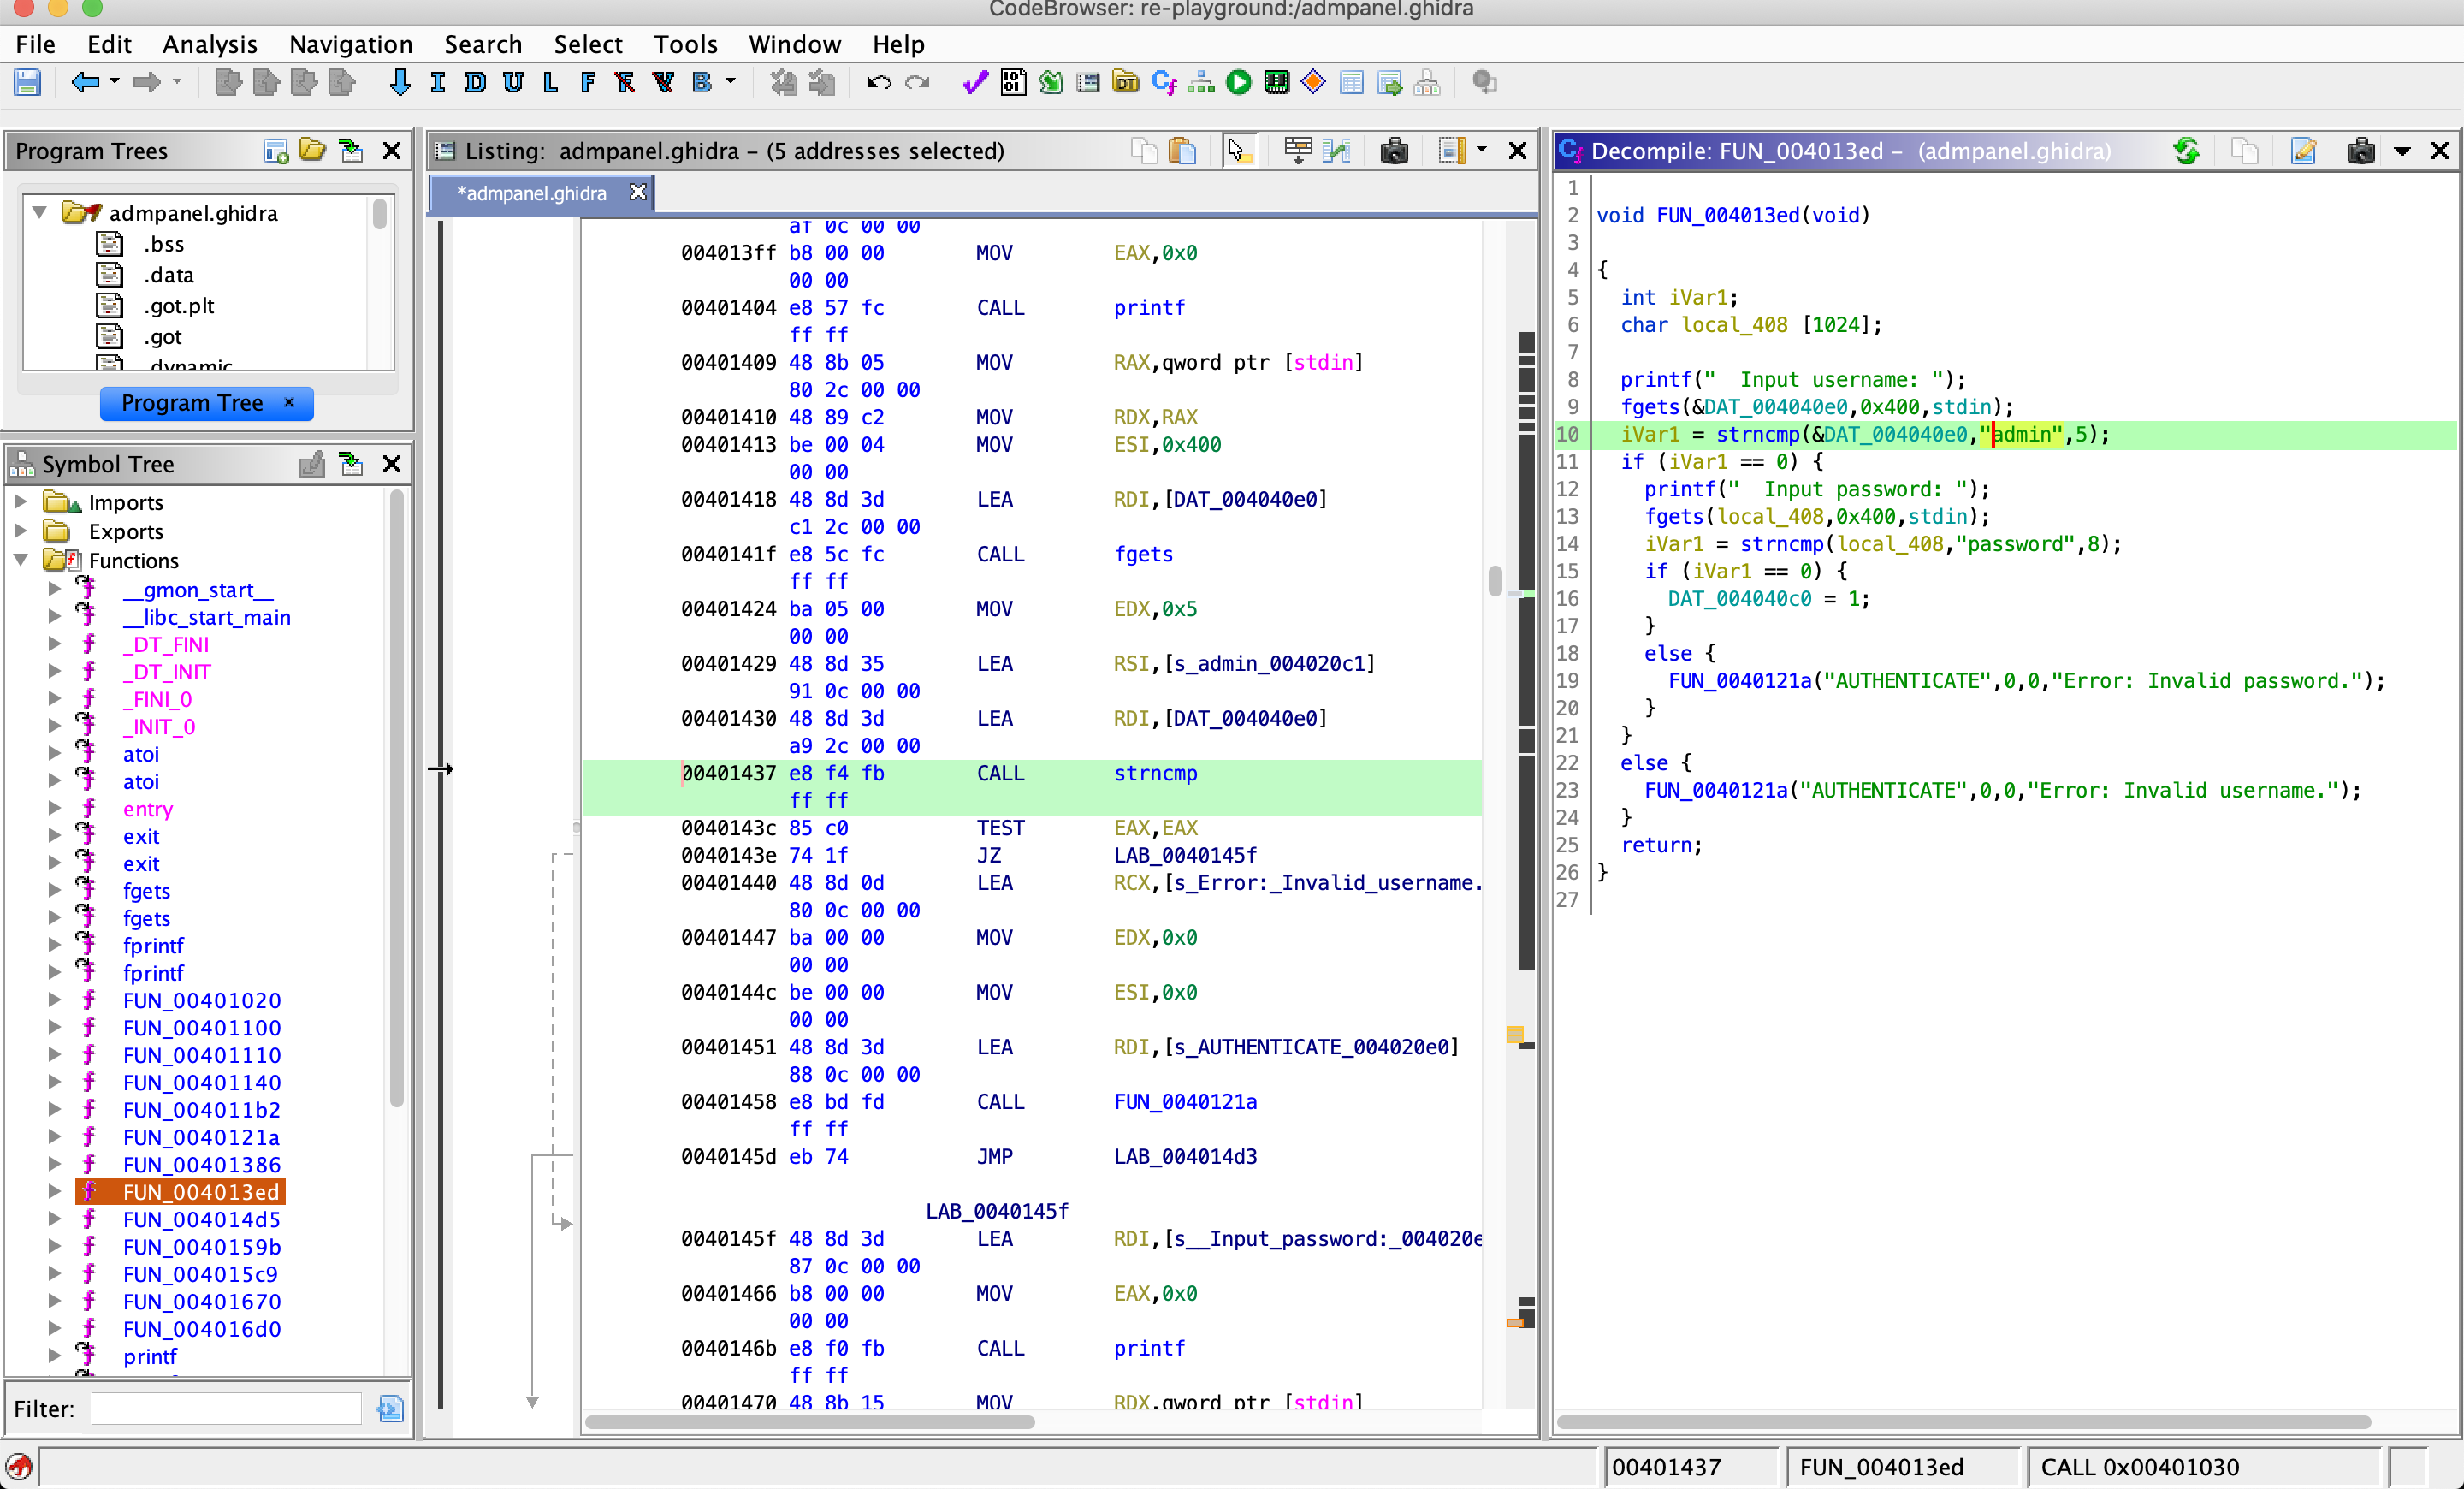 CodeBrowser: re-playground:/admpanel.ghidra
File Edit Analysis Navigation Search Select Tools Window Help
I D U L F F V B DT Cf
Program Trees
admpanel.ghidra
.bss
.data
.got.plt
.got
.dynamic
Program Tree ×
Symbol Tree
Imports
Exports
Functions
__gmon_start__
__libc_start_main
_DT_FINI
_DT_INIT
_FINI_0
_INIT_0
atoi
atoi
entry
exit
exit
fgets
fgets
fprintf
fprintf
FUN_00401020
FUN_00401100
FUN_00401110
FUN_00401140
FUN_004011b2
FUN_0040121a
FUN_00401386
FUN_004013ed
FUN_004014d5
FUN_0040159b
FUN_004015c9
FUN_00401670
FUN_004016d0
printf
Filter:
Listing: admpanel.ghidra – (5 addresses selected)
*admpanel.ghidra
af 0c 00 00
004013ff b8 00 00 MOV EAX,0x0
00 00
00401404 e8 57 fc CALL printf
ff ff
00401409 48 8b 05 MOV RAX,qword ptr [stdin]
80 2c 00 00
00401410 48 89 c2 MOV RDX,RAX
00401413 be 00 04 MOV ESI,0x400
00 00
00401418 48 8d 3d LEA RDI,[DAT_004040e0]
c1 2c 00 00
0040141f e8 5c fc CALL fgets
ff ff
00401424 ba 05 00 MOV EDX,0x5
00 00
00401429 48 8d 35 LEA RSI,[s_admin_004020c1]
91 0c 00 00
00401430 48 8d 3d LEA RDI,[DAT_004040e0]
a9 2c 00 00
00401437 e8 f4 fb CALL strncmp
ff ff
0040143c 85 c0 TEST EAX,EAX
0040143e 74 1f JZ LAB_0040145f
00401440 48 8d 0d LEA RCX,[s_Error:_Invalid_username.
80 0c 00 00
00401447 ba 00 00 MOV EDX,0x0
00 00
0040144c be 00 00 MOV ESI,0x0
00 00
00401451 48 8d 3d LEA RDI,[s_AUTHENTICATE_004020e0]
88 0c 00 00
00401458 e8 bd fd CALL FUN_0040121a
ff ff
0040145d eb 74 JMP LAB_004014d3
LAB_0040145f
0040145f 48 8d 3d LEA RDI,[s__Input_password:_004020e
87 0c 00 00
00401466 b8 00 00 MOV EAX,0x0
00 00
0040146b e8 f0 fb CALL printf
ff ff
00401470 48 8b 15 MOV RDX,qword ptr [stdin]
Decompile: FUN_004013ed – (admpanel.ghidra)
1
2 void FUN_004013ed(void)
3
4 {
5 int iVar1;
6 char local_408 [1024];
7
8 printf("  Input username: ");
9 fgets(&DAT_004040e0,0x400,stdin);
10 iVar1 = strncmp(&DAT_004040e0,"admin",5);
11 if (iVar1 == 0) {
12 printf("  Input password: ");
13 fgets(local_408,0x400,stdin);
14 iVar1 = strncmp(local_408,"password",8);
15 if (iVar1 == 0) {
16 DAT_004040c0 = 1;
17 }
18 else {
19 FUN_0040121a("AUTHENTICATE",0,0,"Error: Invalid password.");
20 }
21 }
22 else {
23 FUN_0040121a("AUTHENTICATE",0,0,"Error: Invalid username.");
24 }
25 return;
26 }
27
00401437 FUN_004013ed CALL 0x00401030